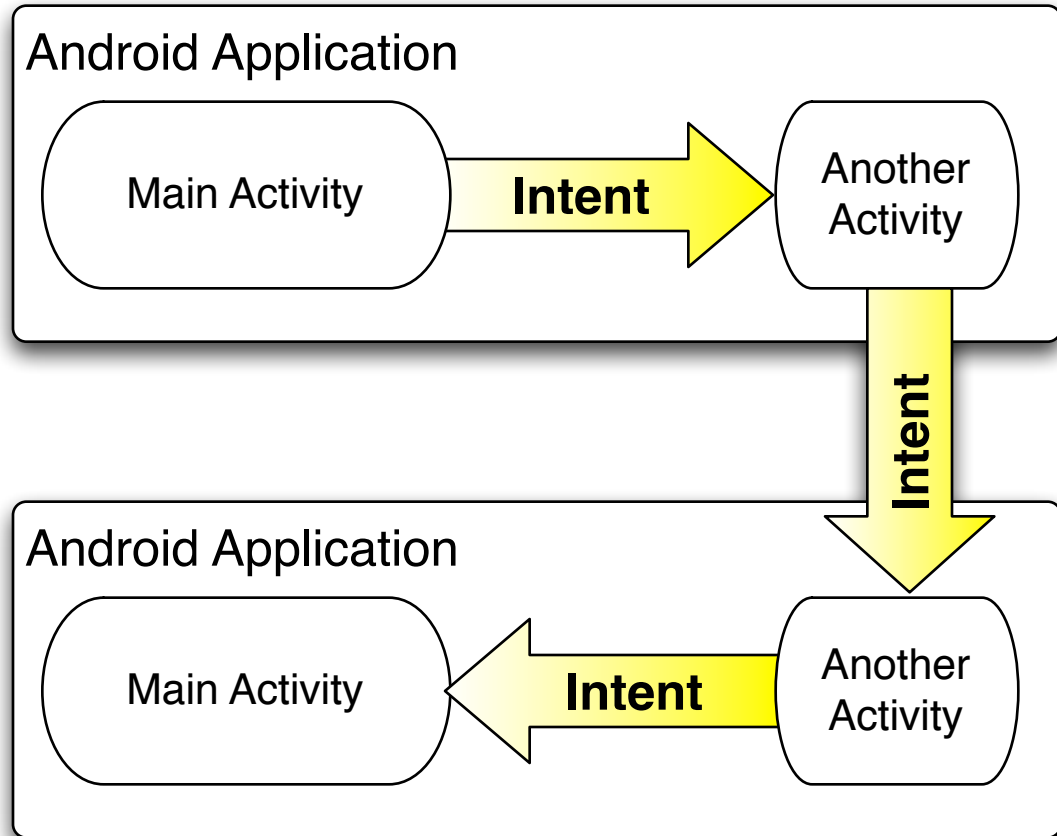 Android Application
Main Activity
Intent
Another
Activity
Intent
Android Application
Main Activity
Intent
Another
Activity